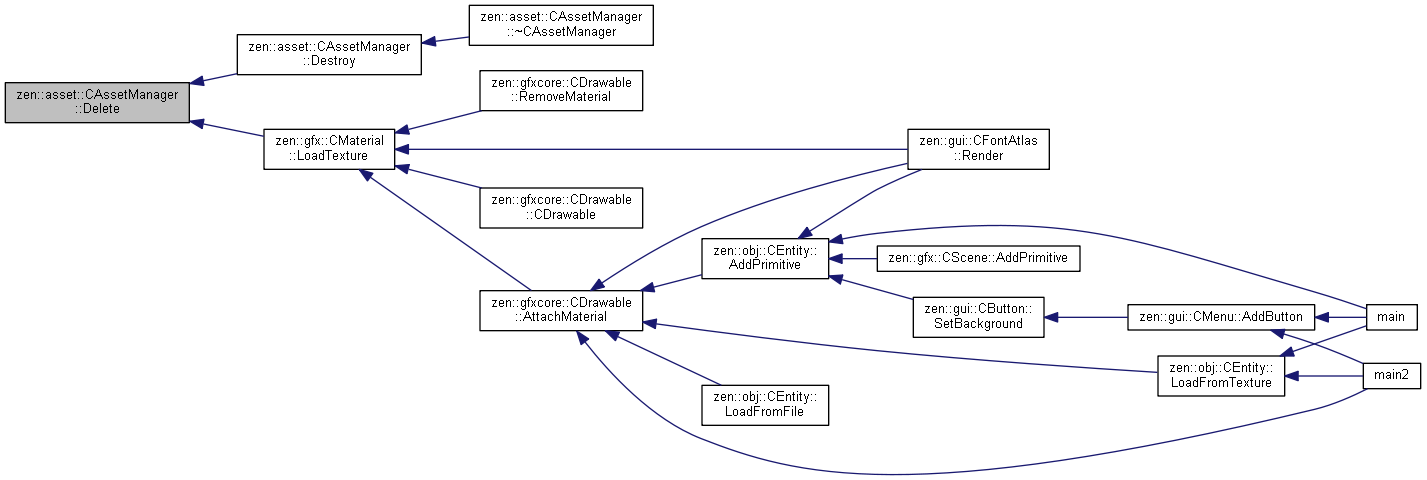 zen::asset::CAssetManager
::Delete
zen::asset::CAssetManager
::Destroy
zen::asset::CAssetManager
::~CAssetManager
zen::gfx::CMaterial
::LoadTexture
zen::gfxcore::CDrawable
::RemoveMaterial
zen::gui::CFontAtlas
::Render
zen::gfxcore::CDrawable
::CDrawable
zen::gfxcore::CDrawable
::AttachMaterial
zen::obj::CEntity::
AddPrimitive
zen::gfx::CScene::AddPrimitive
zen::gui::CButton::
SetBackground
zen::gui::CMenu::AddButton
main
zen::obj::CEntity::
LoadFromTexture
main2
zen::obj::CEntity::
LoadFromFile